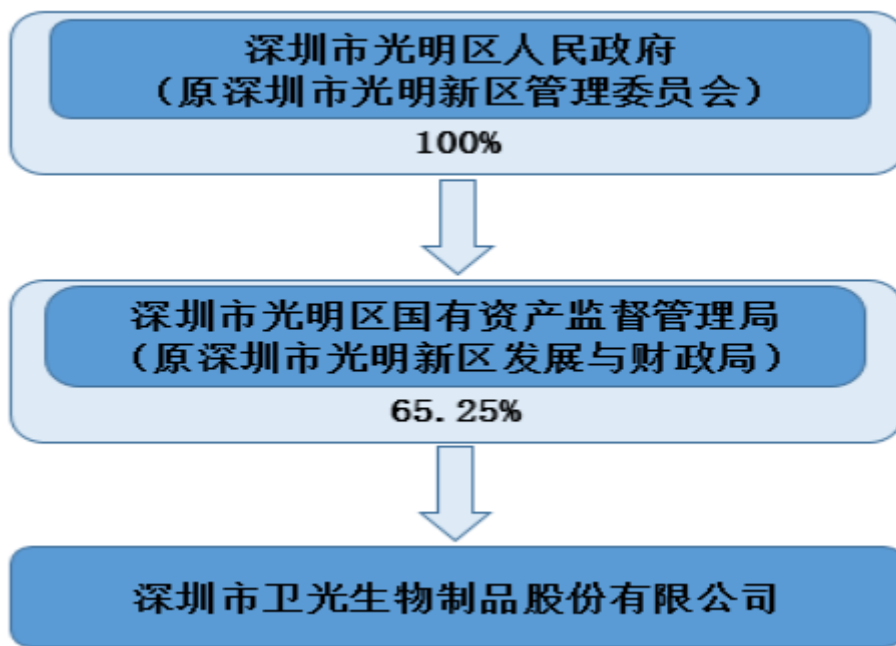 深圳市光明区人民政府
（原深圳市光明新区管理委员会）
100%
深圳市光明区国有资产监督管理局
（原深圳市光明新区发展与财政局）
65.25%
深圳市卫光生物制品股份有限公司